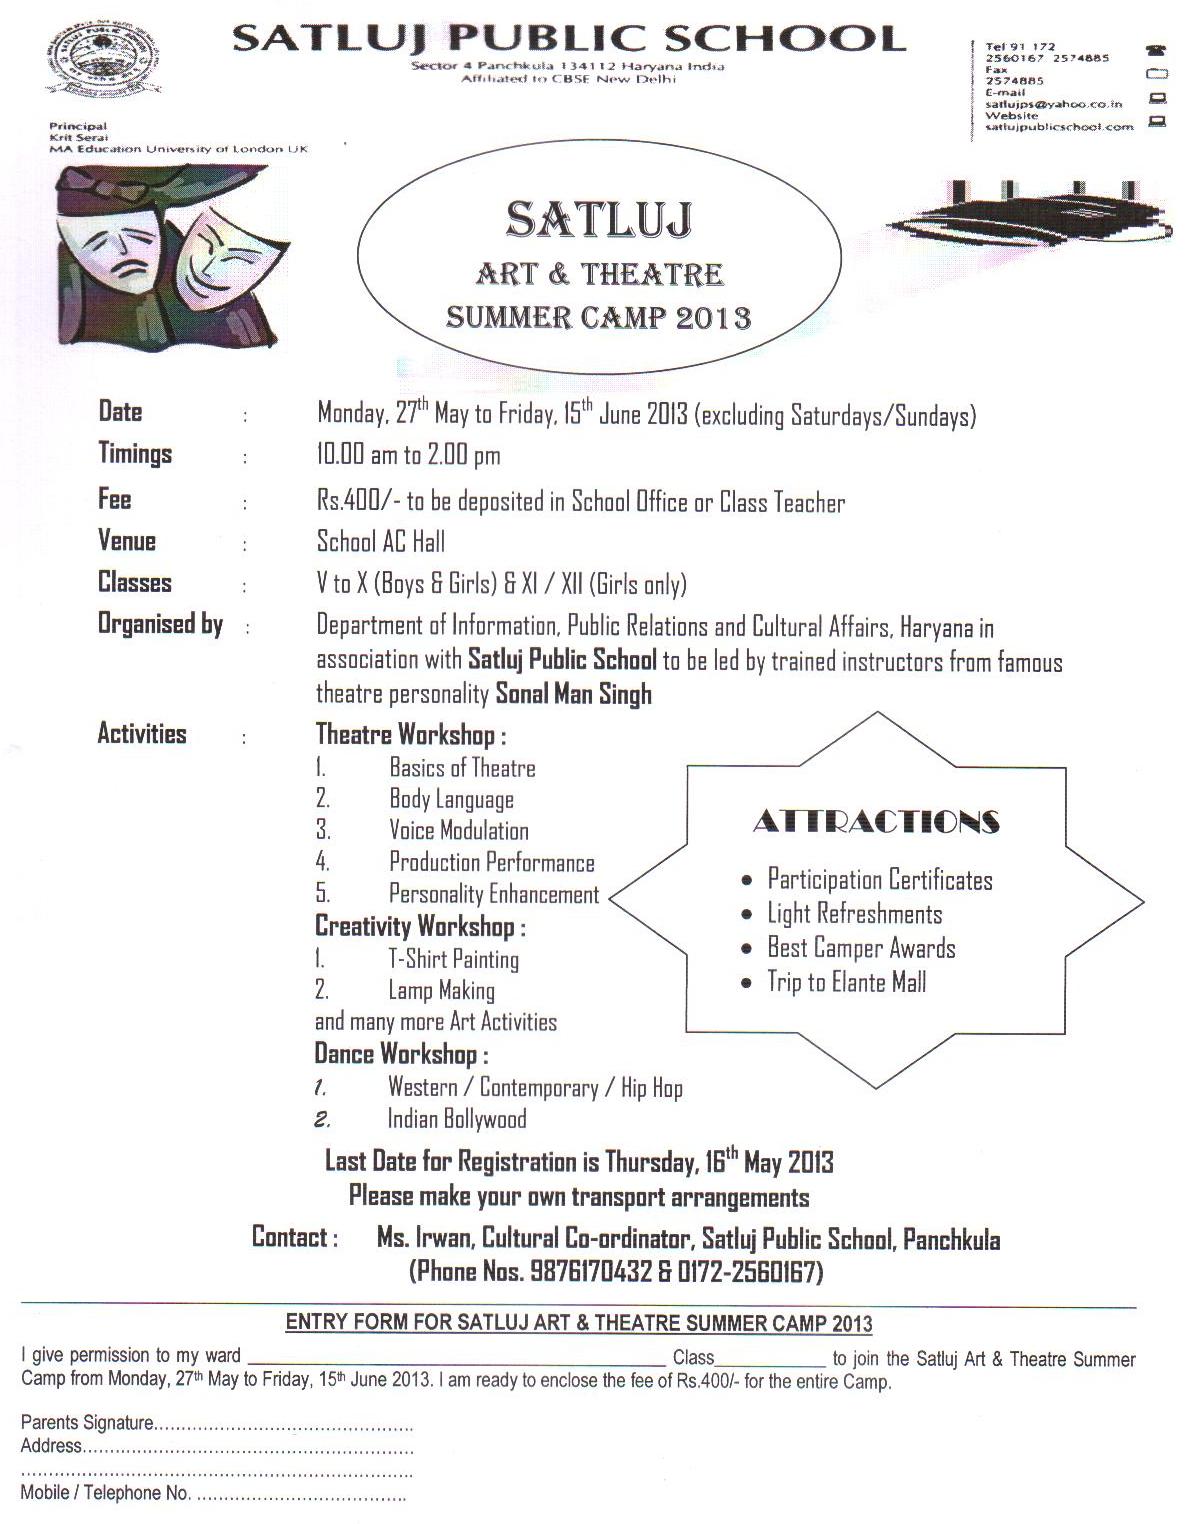 SATLUJ PUBLIC SCHOOL
Sector 4 Panchkula 134112 Haryana India
Affiliated to CBSE New Delhi
Tel 91 172
2560167 2574885
Fax
2574885
E-mail
satlujps@yahoo.co.in
Website
satlujpublicschool.com
Principal
Krit Serai
MA Education University of London UK
SATLUJ
ART & THEATRE
SUMMER CAMP 2013
Date : Monday, 27th May to Friday, 15th June 2013 (excluding Saturdays/Sundays)
Timings : 10.00 am to 2.00 pm
Fee : Rs.400/- to be deposited in School Office or Class Teacher
Venue : School AC Hall
Classes : V to X (Boys & Girls) & XI / XII (Girls only)
Organised by : Department of Information, Public Relations and Cultural Affairs, Haryana in
association with Satluj Public School to be led by trained instructors from famous
theatre personality Sonal Man Singh
Activities : Theatre Workshop :
1. Basics of Theatre
2. Body Language
3. Voice Modulation
4. Production Performance
5. Personality Enhancement
Creativity Workshop :
1. T-Shirt Painting
2. Lamp Making
and many more Art Activities
Dance Workshop :
1. Western / Contemporary / Hip Hop
2. Indian Bollywood
ATTRACTIONS
• Participation Certificates
• Light Refreshments
• Best Camper Awards
• Trip to Elante Mall
Last Date for Registration is Thursday, 16th May 2013
Please make your own transport arrangements
Contact : Ms. Irwan, Cultural Co-ordinator, Satluj Public School, Panchkula
(Phone Nos. 9876170432 & 0172-2560167)
ENTRY FORM FOR SATLUJ ART & THEATRE SUMMER CAMP 2013
I give permission to my ward ____________________ Class__________ to join the Satluj Art & Theatre Summer
Camp from Monday, 27th May to Friday, 15th June 2013. I am ready to enclose the fee of Rs.400/- for the entire Camp.
Parents Signature................................................
Address............................................................
........................................................................
Mobile / Telephone No. .......................................